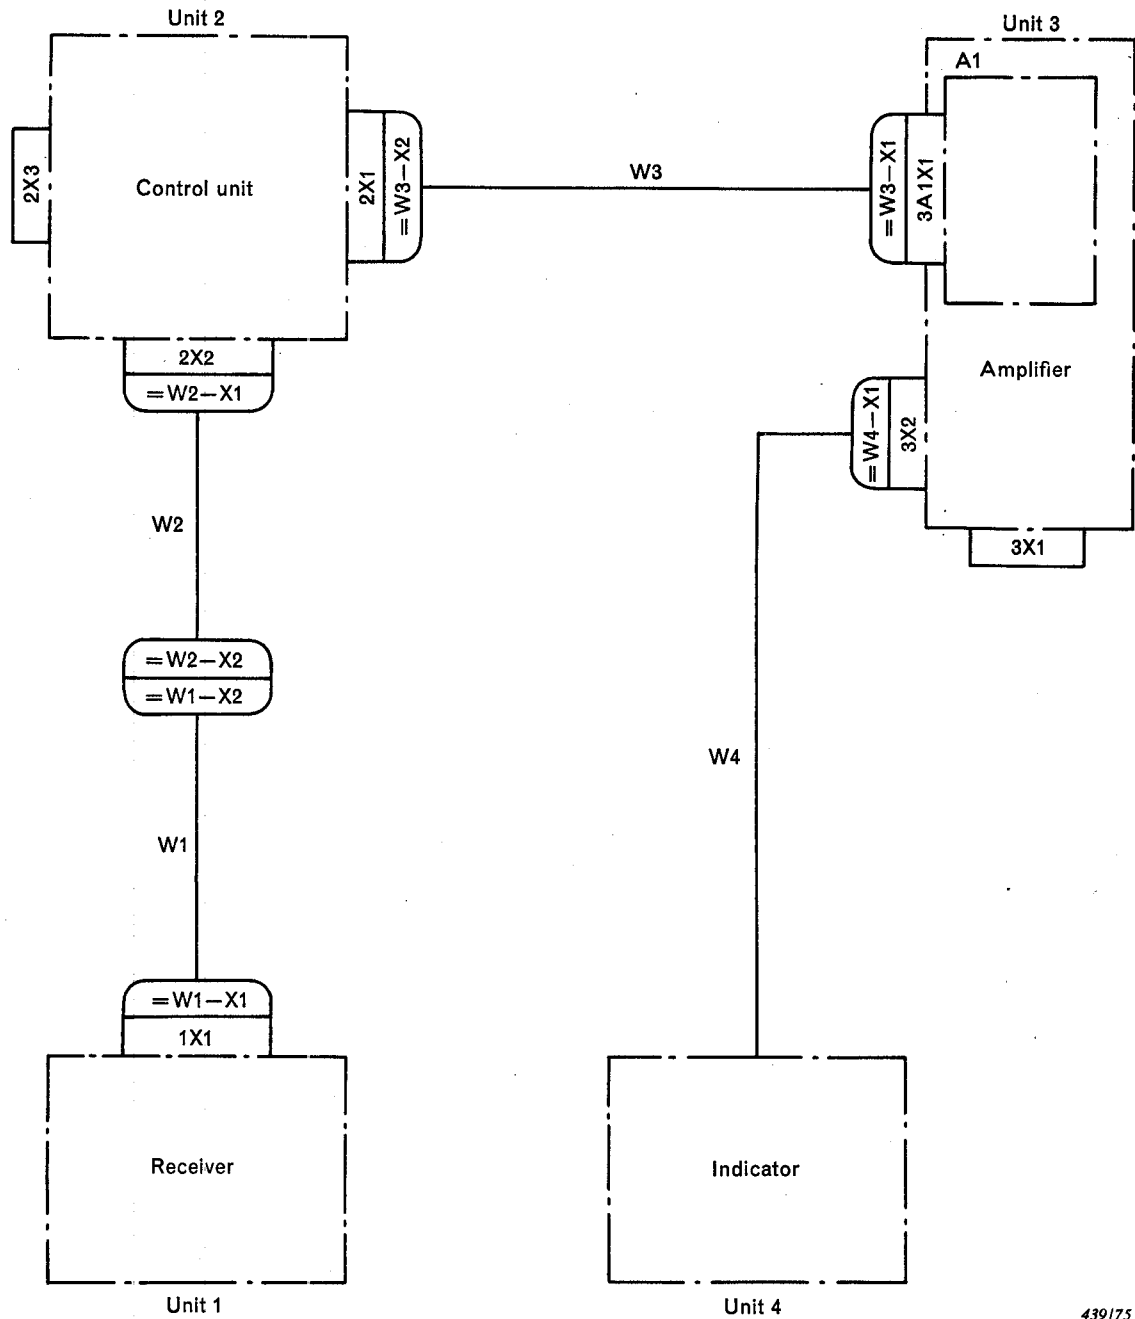 Unit 2
Unit 3
A1
2X3
Control unit
2X1
=W3-X2
W3
=W3-X1
3A1X1
2X2
=W2-X1
Amplifier
=W4-X1
3X2
W2
3X1
=W2-X2
=W1-X2
W4
W1
=W1-X1
1X1
Receiver
Indicator
Unit 1
Unit 4
439175